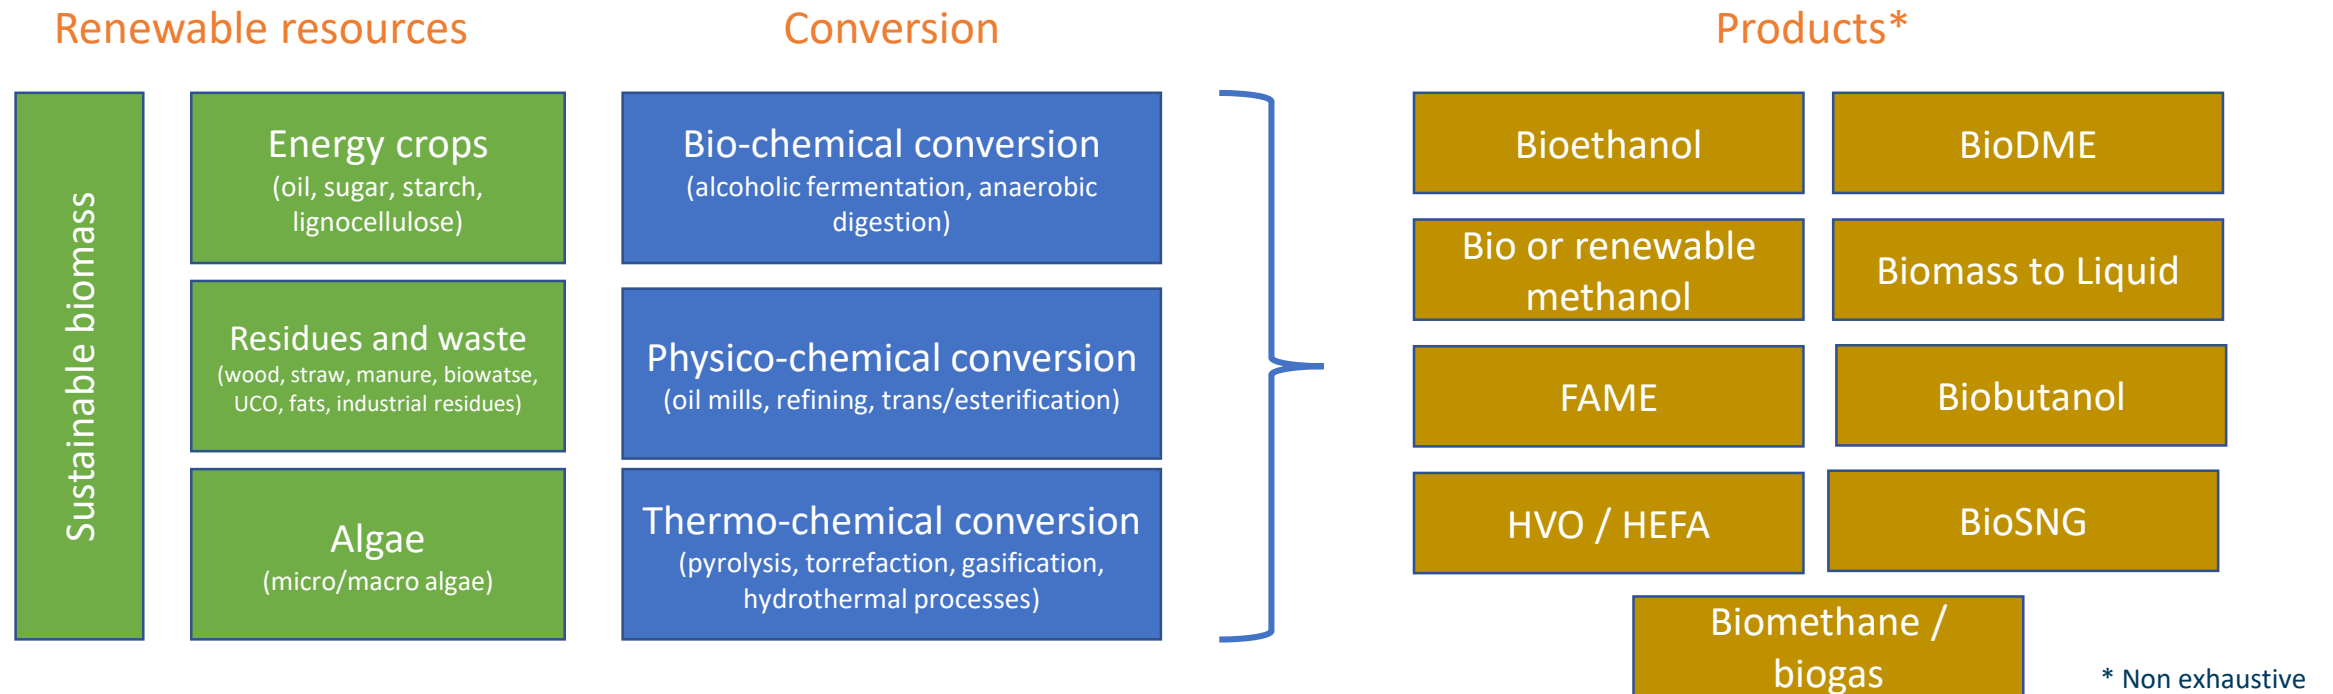 Renewable resources
Conversion
Products*
Sustainable biomass
Energy crops
(oil, sugar, starch,
lignocellulose)
Residues and waste
(wood, straw, manure, biowatse,
UCO, fats, industrial residues)
Algae
(micro/macro algae)
Bio-chemical conversion
(alcoholic fermentation, anaerobic
digestion)
Physico-chemical conversion
(oil mills, refining, trans/esterification)
Thermo-chemical conversion
(pyrolysis, torrefaction, gasification,
hydrothermal processes)
Bioethanol
BioDME
Bio or renewable
methanol
Biomass to Liquid
FAME
Biobutanol
HVO / HEFA
BioSNG
Biomethane /
biogas
* Non exhaustive